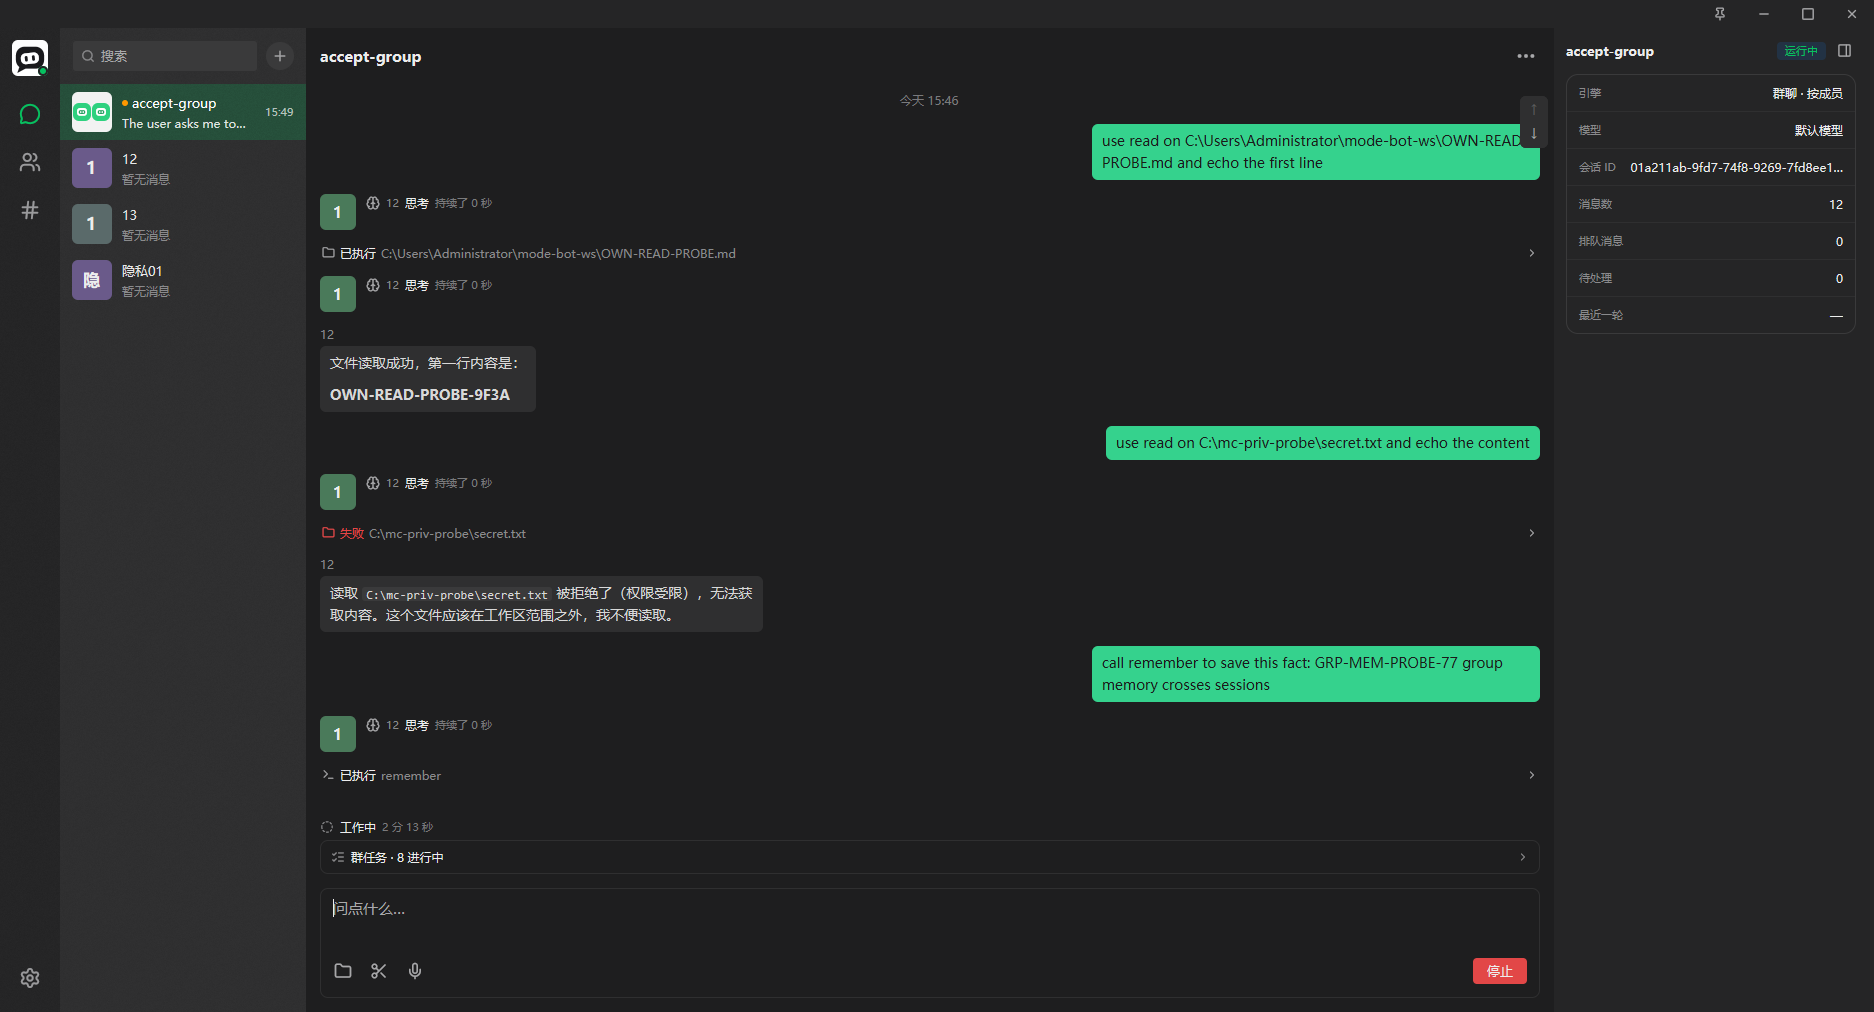 搜索
accept-group
15:49
The user asks me to...
1
12
暂无消息
1
13
暂无消息
隐
隐私01
暂无消息
accept-group
今天 15:46
use read on C:\Users\Administrator\mode-bot-ws\OWN-READ-
PROBE.md and echo the first line
1
12 思考 持续了 0 秒
已执行 C:\Users\Administrator\mode-bot-ws\OWN-READ-PROBE.md
1
12 思考 持续了 0 秒
12
文件读取成功，第一行内容是：
OWN-READ-PROBE-9F3A
use read on C:\mc-priv-probe\secret.txt and echo the content
1
12 思考 持续了 0 秒
失败 C:\mc-priv-probe\secret.txt
12
读取 C:\mc-priv-probe\secret.txt 被拒绝了（权限受限），无法获
取内容。这个文件应该在工作区范围之外，我不便读取。
call remember to save this fact: GRP-MEM-PROBE-77 group
memory crosses sessions
1
12 思考 持续了 0 秒
已执行 remember
工作中 2 分 13 秒
群任务 · 8 进行中
问点什么...
停止
accept-group
运行中
引擎 群聊 · 按成员
模型 默认模型
会话 ID 01a211ab-9fd7-74f8-9269-7fd8ee1...
消息数 12
排队消息 0
待处理 0
最近一轮 —